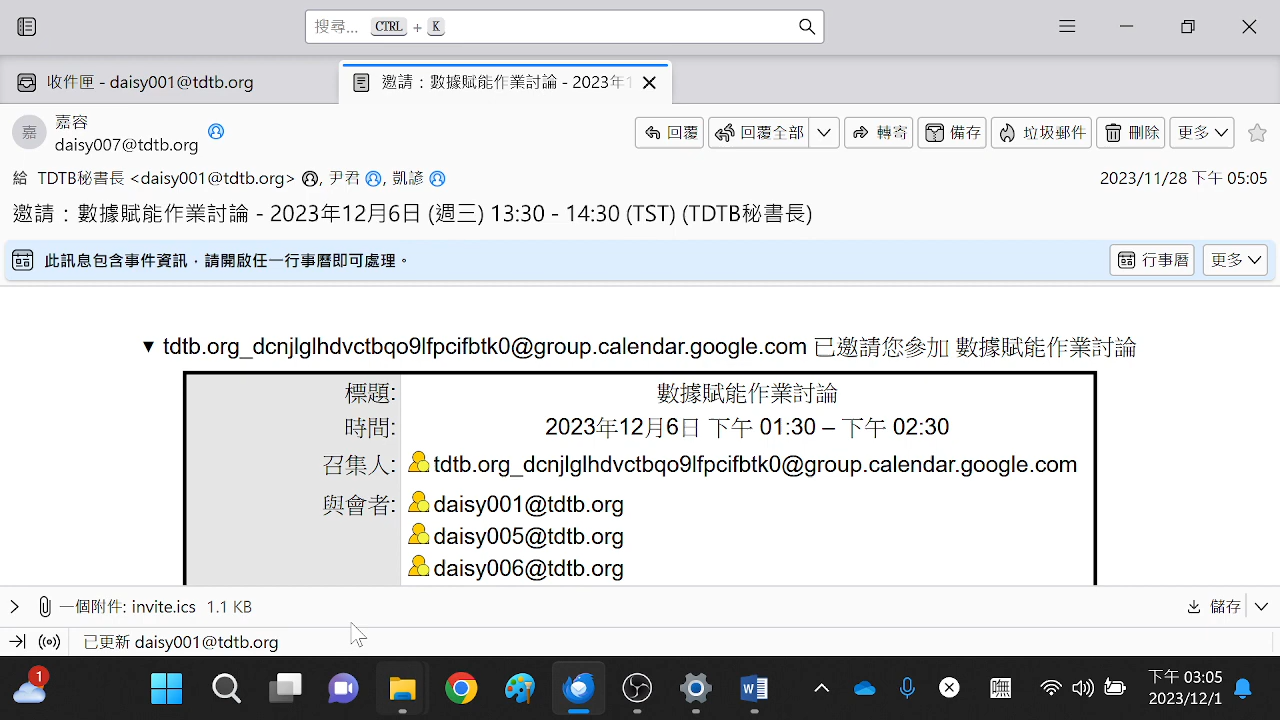 搜尋... CTRL + K
收件匣 - daisy001@tdtb.org
邀請：數據賦能作業討論 - 2023年1
嘉
嘉容
daisy007@tdtb.org
回覆 回覆全部 轉寄 備存 垃圾郵件 刪除 更多
給 TDTB秘書長 <daisy001@tdtb.org> , 尹君 , 凱諺
2023/11/28 下午 05:05
邀請：數據賦能作業討論 - 2023年12月6日 (週三) 13:30 - 14:30 (TST) (TDTB秘書長)
此訊息包含事件資訊，請開啟任一行事曆即可處理。
行事曆 更多
▼ tdtb.org_dcnjlglhdvctbqo9lfpcifbtk0@group.calendar.google.com 已邀請您參加 數據賦能作業討論
標題: 數據賦能作業討論
時間: 2023年12月6日 下午 01:30 – 下午 02:30
召集人: tdtb.org_dcnjlglhdvctbqo9lfpcifbtk0@group.calendar.google.com
與會者: daisy001@tdtb.org
daisy005@tdtb.org
daisy006@tdtb.org
一個附件: invite.ics 1.1 KB
儲存
已更新 daisy001@tdtb.org
1
W
下午 03:05
2023/12/1